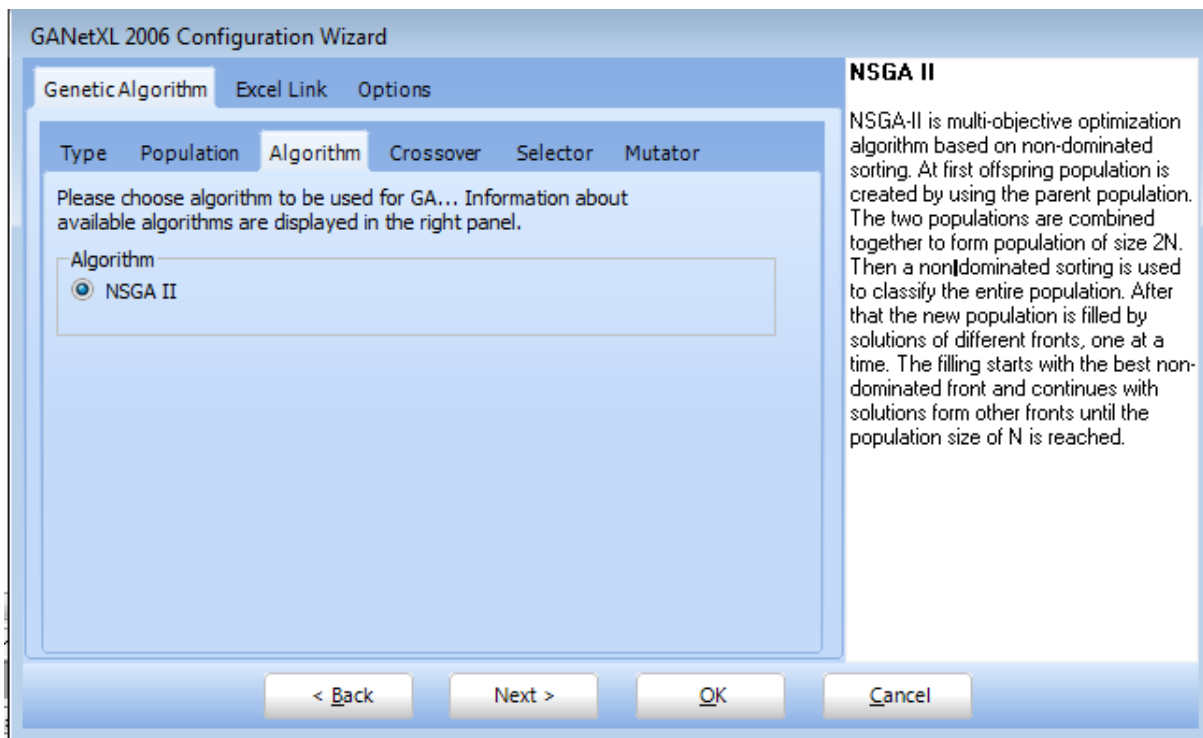 GANetXL 2006 Configuration Wizard
Genetic Algorithm Excel Link Options
Type Population Algorithm Crossover Selector Mutator
Please choose algorithm to be used for GA... Information about
available algorithms are displayed in the right panel.
Algorithm
NSGA II
NSGA II
NSGA-II is multi-objective optimization
algorithm based on non-dominated
sorting. At first offspring population is
created by using the parent population.
The two populations are combined
together to form population of size 2N.
Then a non|dominated sorting is used
to classify the entire population. After
that the new population is filled by
solutions of different fronts, one at a
time. The filling starts with the best non-
dominated front and continues with
solutions form other fronts until the
population size of N is reached.
< Back Next > OK Cancel